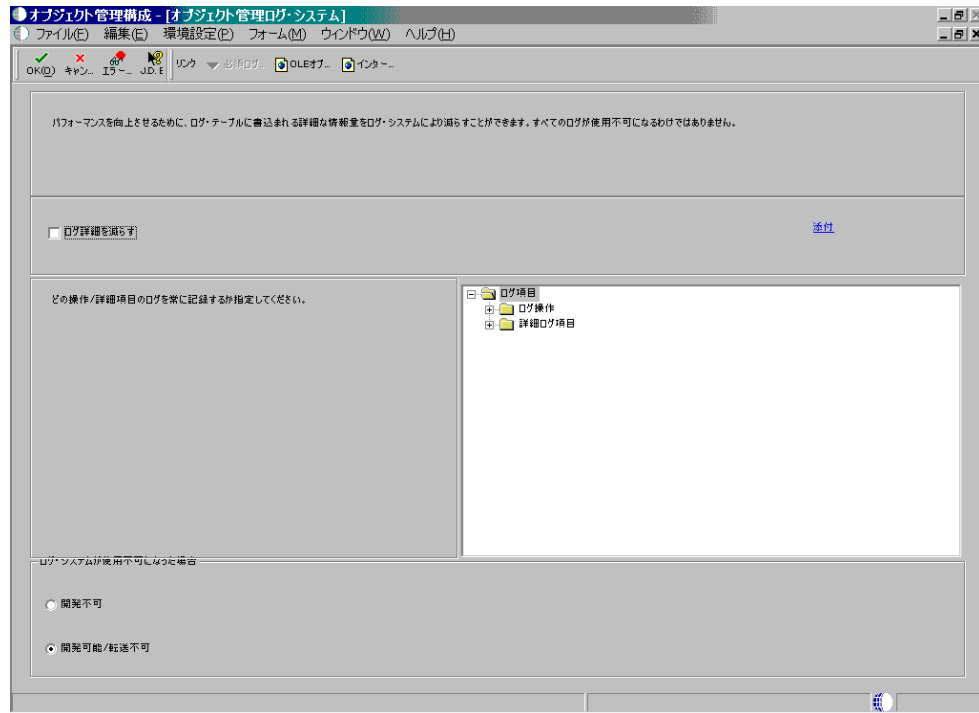 オブジェクト管理構成 - [オブジェクト管理ログ・システム]
ファイル(F) 編集(E) 環境設定(P) フォーム(M) ウィンドウ(W) ヘルプ(H)
OK(O) キャン... エラー... J.D. E リンク 必須ログ... OLEオブ... インター...
パフォーマンスを向上させるために、ログ・テーブルに書込まれる詳細な情報量をログ・システムにより減らすことができます。すべてのログが使用不可になるわけではありません。
ログ詳細を減らす
添付
どの操作/詳細項目のログを常に記録するか指定してください。
ログ項目
ログ操作
詳細ログ項目
ログ・システムが使用不可になった場合
開発不可
開発可能/転送不可